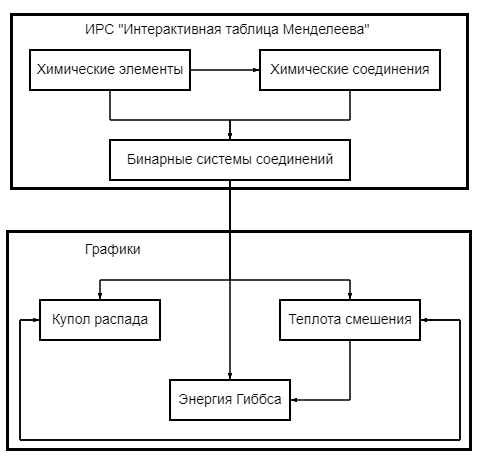 ИРС "Интерактивная таблица Менделеева"
Химические элементы
Химические соединения
Бинарные системы соединений
Графики
Купол распада
Теплота смешения
Энергия Гиббса